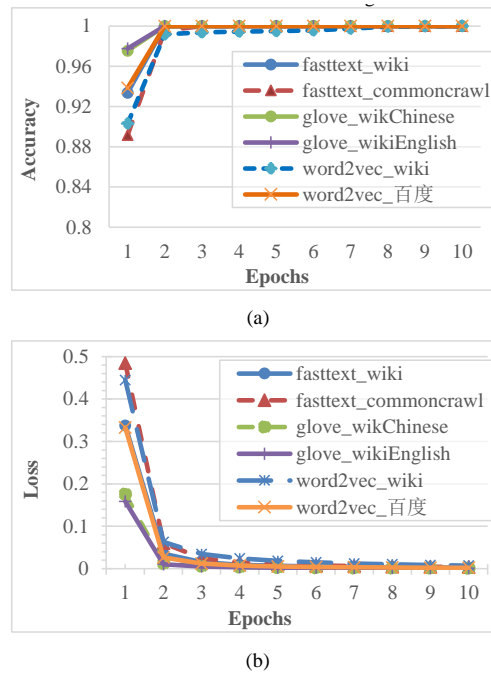 1
0.96
0.92
0.88
0.84
0.8
Accuracy
fasttext_wiki
fasttext_commoncrawl
glove_wikChinese
glove_wikiEnglish
word2vec_wiki
word2vec_百度
1 2 3 4 5 6 7 8 9 10
Epochs
(a)
0.5
0.4
0.3
0.2
0.1
0
Loss
fasttext_wiki
fasttext_commoncrawl
glove_wikChinese
glove_wikiEnglish
word2vec_wiki
word2vec_百度
1 2 3 4 5 6 7 8 9 10
Epochs
(b)